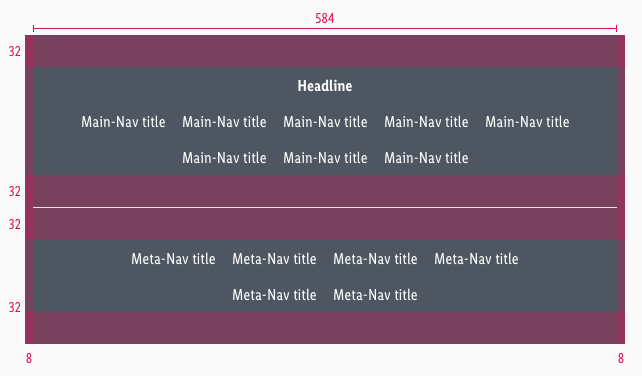 584
32
Headline
Main-Nav title Main-Nav title Main-Nav title Main-Nav title Main-Nav title
Main-Nav title Main-Nav title Main-Nav title
32
32
Meta-Nav title Meta-Nav title Meta-Nav title Meta-Nav title
Meta-Nav title Meta-Nav title
32
8 8